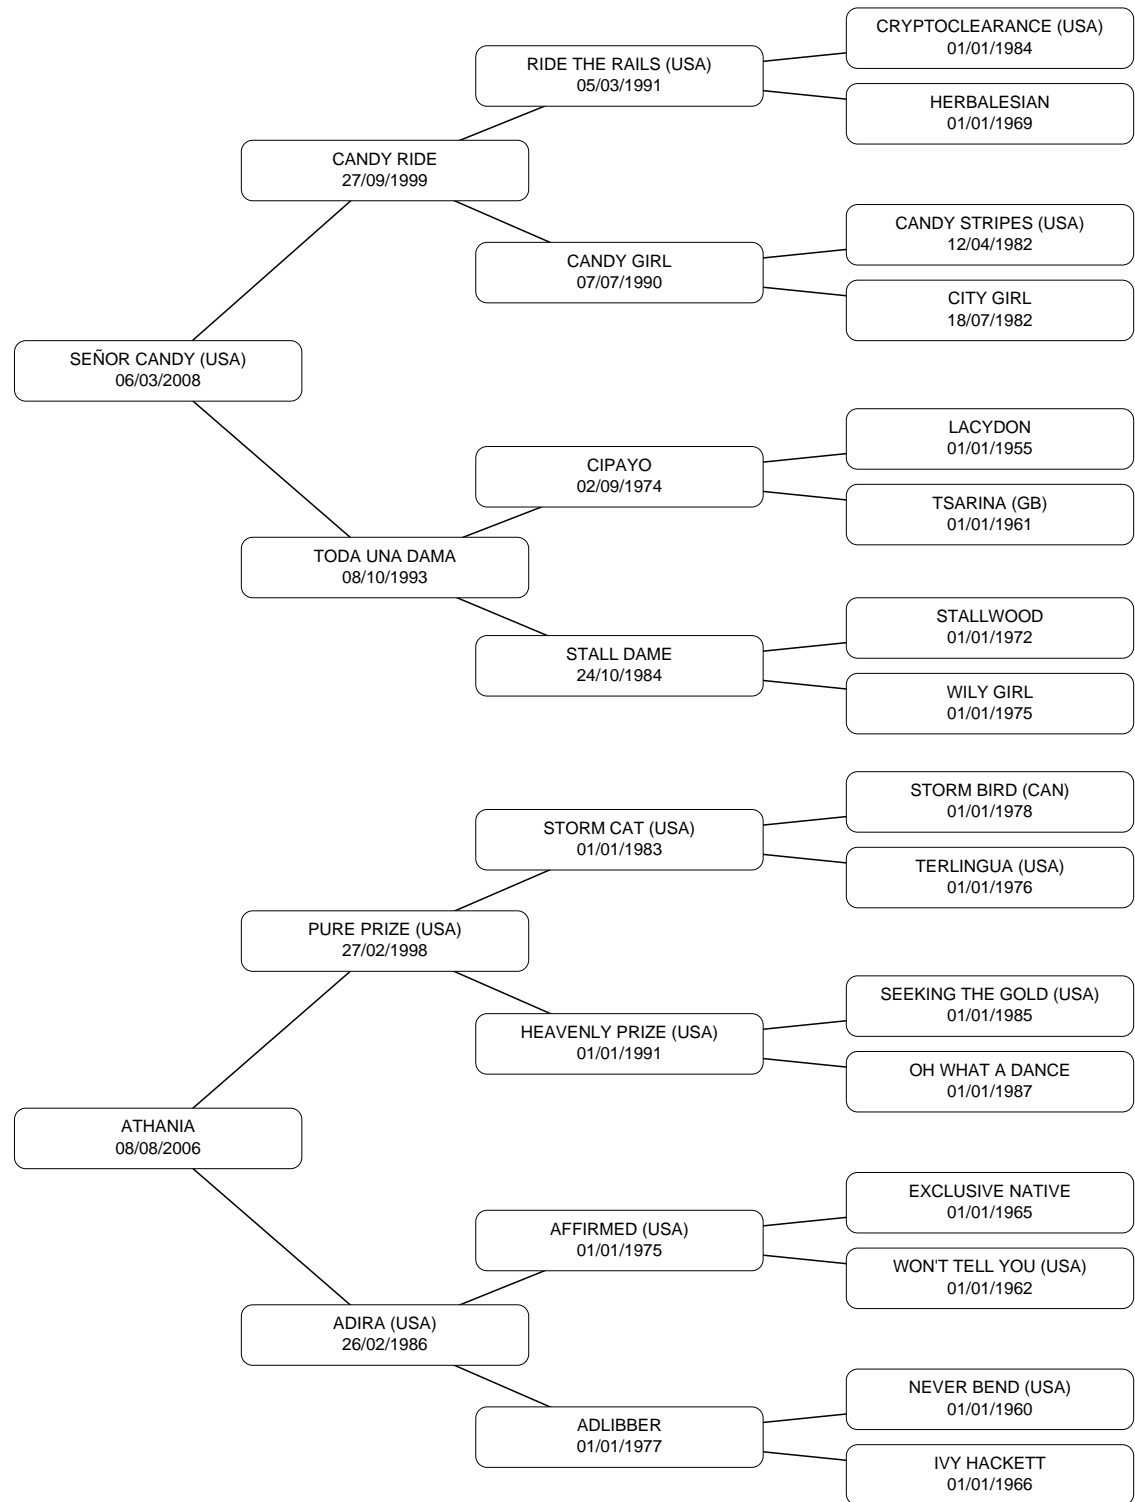 CRYPTOCLEARANCE (USA)
01/01/1984
RIDE THE RAILS (USA)
05/03/1991
HERBALESIAN
01/01/1969
CANDY RIDE
27/09/1999
CANDY STRIPES (USA)
12/04/1982
CANDY GIRL
07/07/1990
CITY GIRL
18/07/1982
SEÑOR CANDY (USA)
06/03/2008
LACYDON
01/01/1955
CIPAYO
02/09/1974
TSARINA (GB)
01/01/1961
TODA UNA DAMA
08/10/1993
STALLWOOD
01/01/1972
STALL DAME
24/10/1984
WILY GIRL
01/01/1975
STORM BIRD (CAN)
01/01/1978
STORM CAT (USA)
01/01/1983
TERLINGUA (USA)
01/01/1976
PURE PRIZE (USA)
27/02/1998
SEEKING THE GOLD (USA)
01/01/1985
HEAVENLY PRIZE (USA)
01/01/1991
OH WHAT A DANCE
01/01/1987
ATHANIA
08/08/2006
EXCLUSIVE NATIVE
01/01/1965
AFFIRMED (USA)
01/01/1975
WON'T TELL YOU (USA)
01/01/1962
ADIRA (USA)
26/02/1986
NEVER BEND (USA)
01/01/1960
ADLIBBER
01/01/1977
IVY HACKETT
01/01/1966